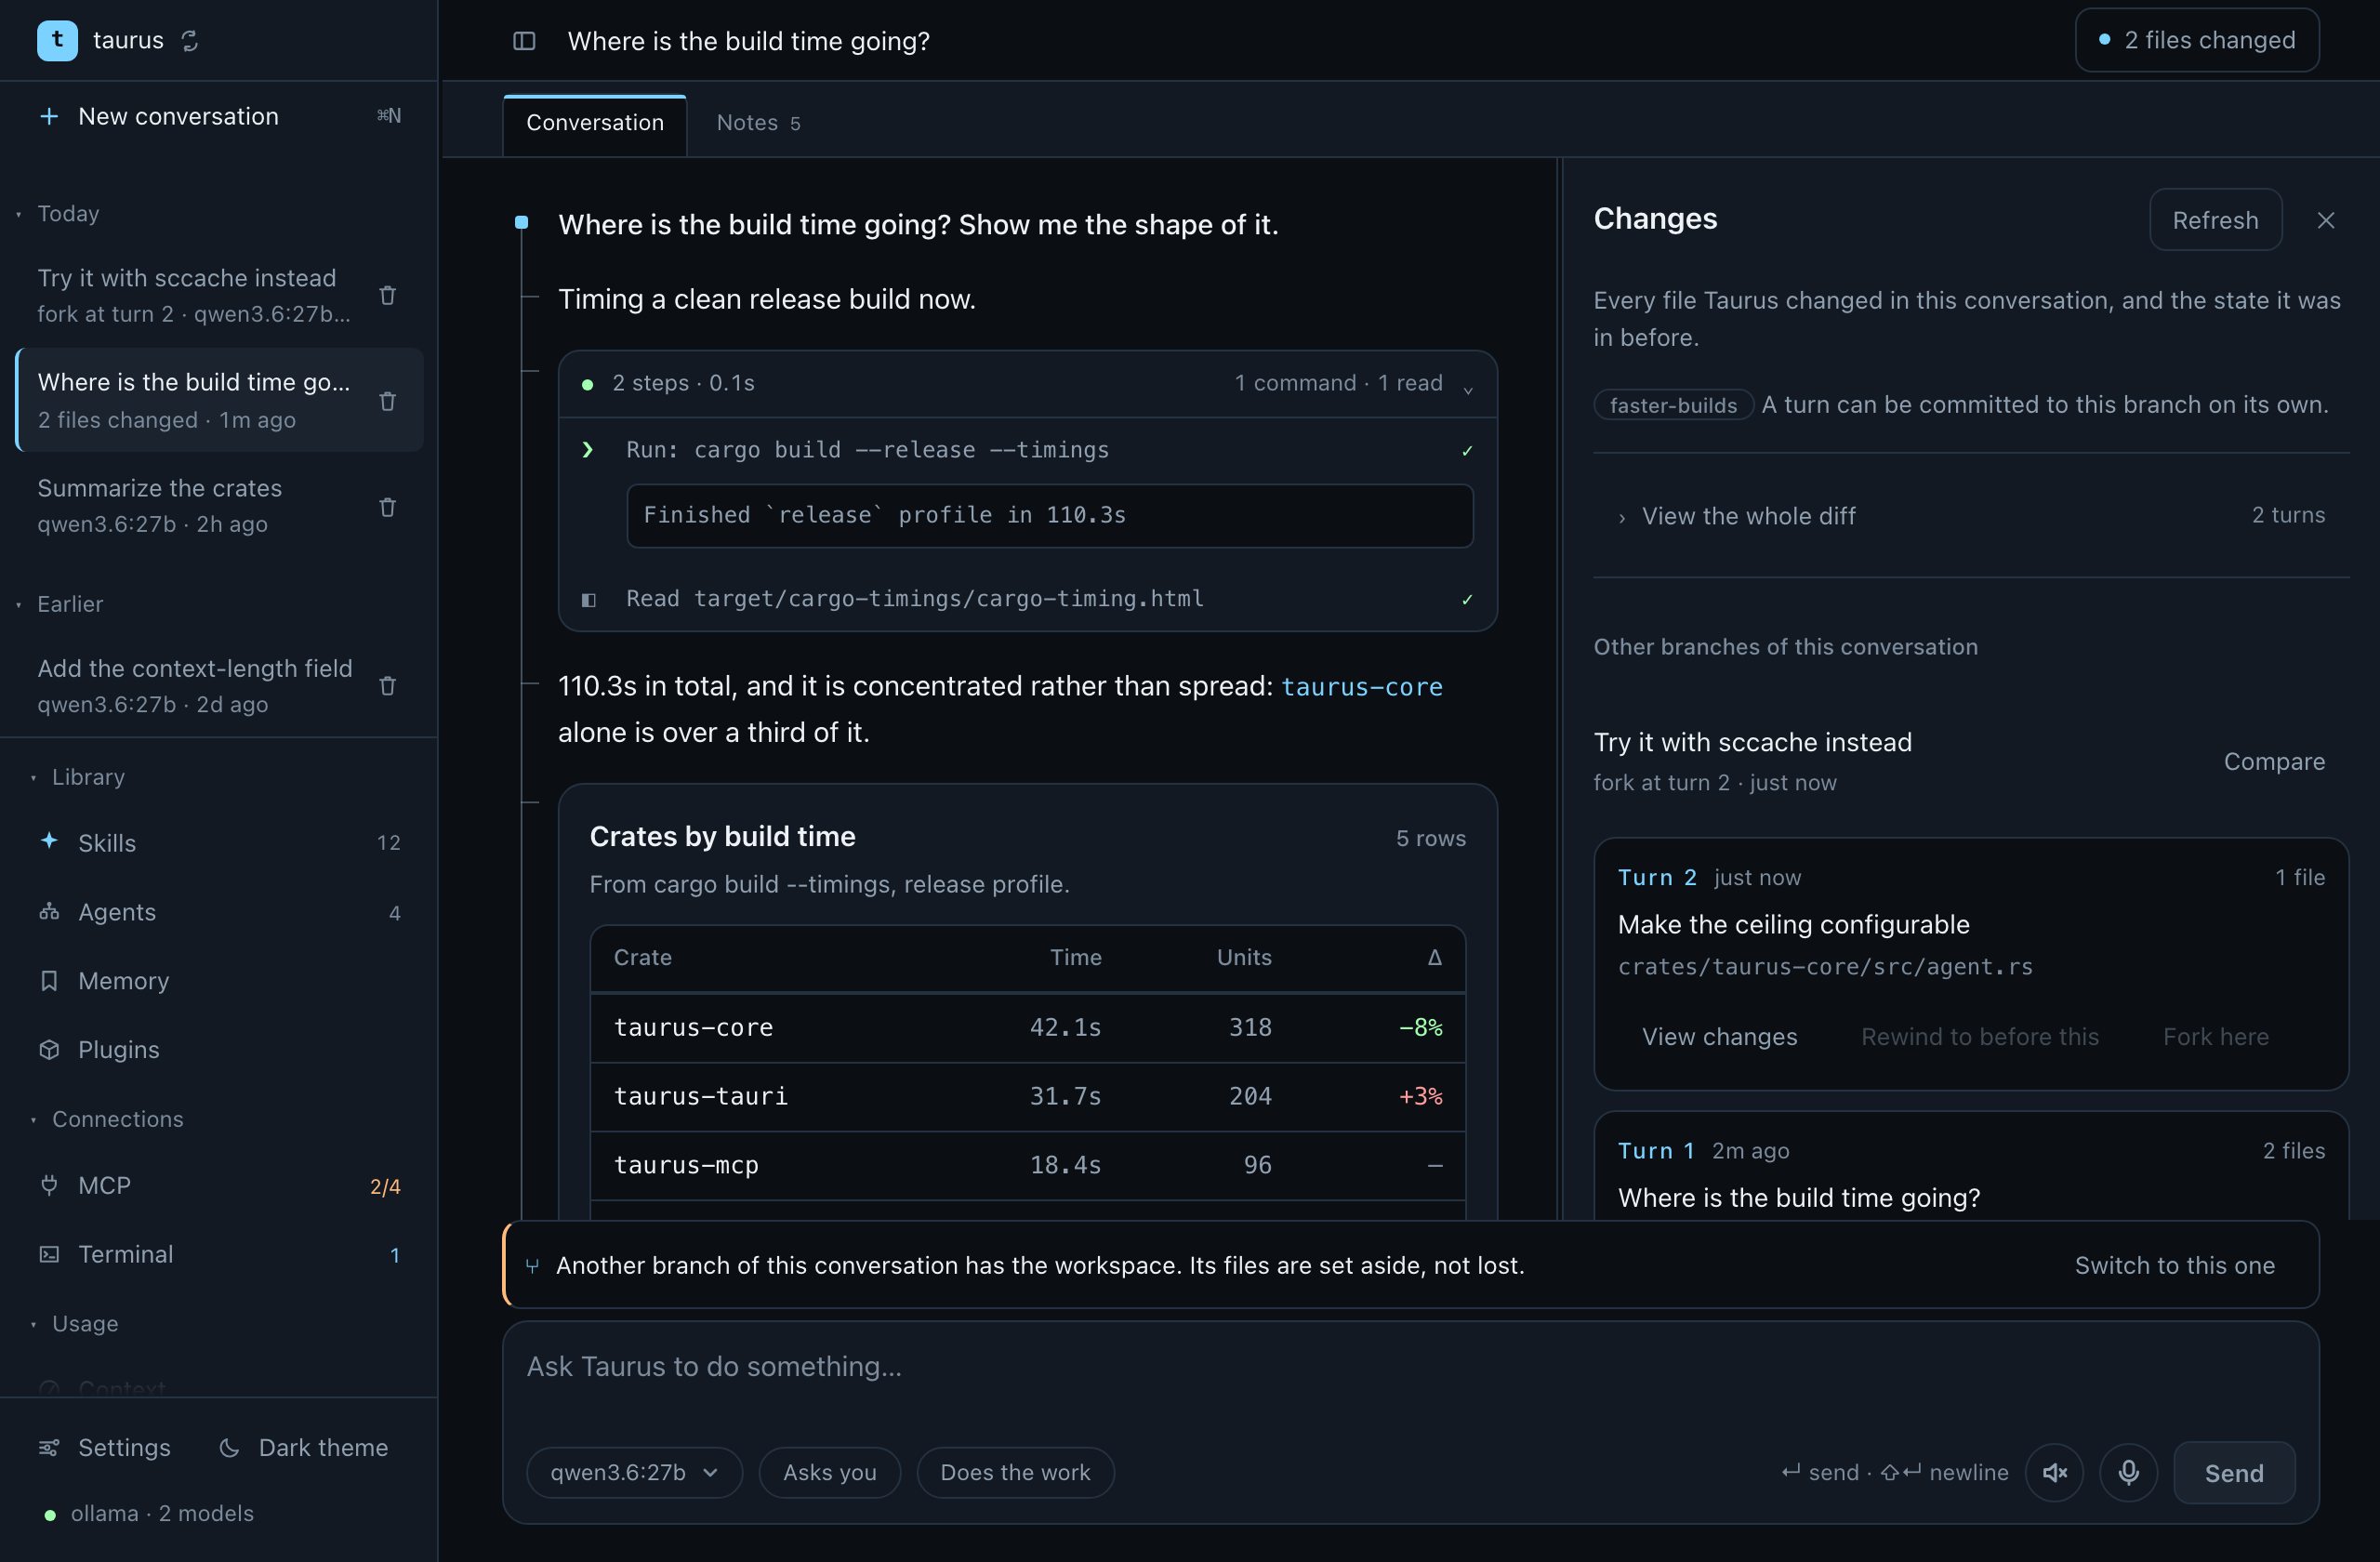 t taurus
New conversation ⌘N
Today
Try it with sccache instead
fork at turn 2 · qwen3.6:27b...
Where is the build time go...
2 files changed · 1m ago
Summarize the crates
qwen3.6:27b · 2h ago
Earlier
Add the context-length field
qwen3.6:27b · 2d ago
Library
Skills 12
Agents 4
Memory
Plugins
Connections
MCP 2/4
Terminal 1
Usage
Context
Settings Dark theme
ollama · 2 models
Where is the build time going?
2 files changed
Conversation Notes 5
Where is the build time going? Show me the shape of it.
Timing a clean release build now.
2 steps · 0.1s 1 command · 1 read
Run: cargo build --release --timings ✓
Finished `release` profile in 110.3s
Read target/cargo-timings/cargo-timing.html ✓
110.3s in total, and it is concentrated rather than spread: taurus-core
alone is over a third of it.
Crates by build time 5 rows
From cargo build --timings, release profile.
Crate Time Units Δ
taurus-core 42.1s 318 −8%
taurus-tauri 31.7s 204 +3%
taurus-mcp 18.4s 96 —
Changes Refresh
Every file Taurus changed in this conversation, and the state it was
in before.
faster-builds A turn can be committed to this branch on its own.
View the whole diff 2 turns
Other branches of this conversation
Try it with sccache instead
fork at turn 2 · just now
Compare
Turn 2 just now 1 file
Make the ceiling configurable
crates/taurus-core/src/agent.rs
View changes Rewind to before this Fork here
Turn 1 2m ago 2 files
Where is the build time going?
Another branch of this conversation has the workspace. Its files are set aside, not lost. Switch to this one
Ask Taurus to do something...
qwen3.6:27b Asks you Does the work
↵ send · ⇧↵ newline Send